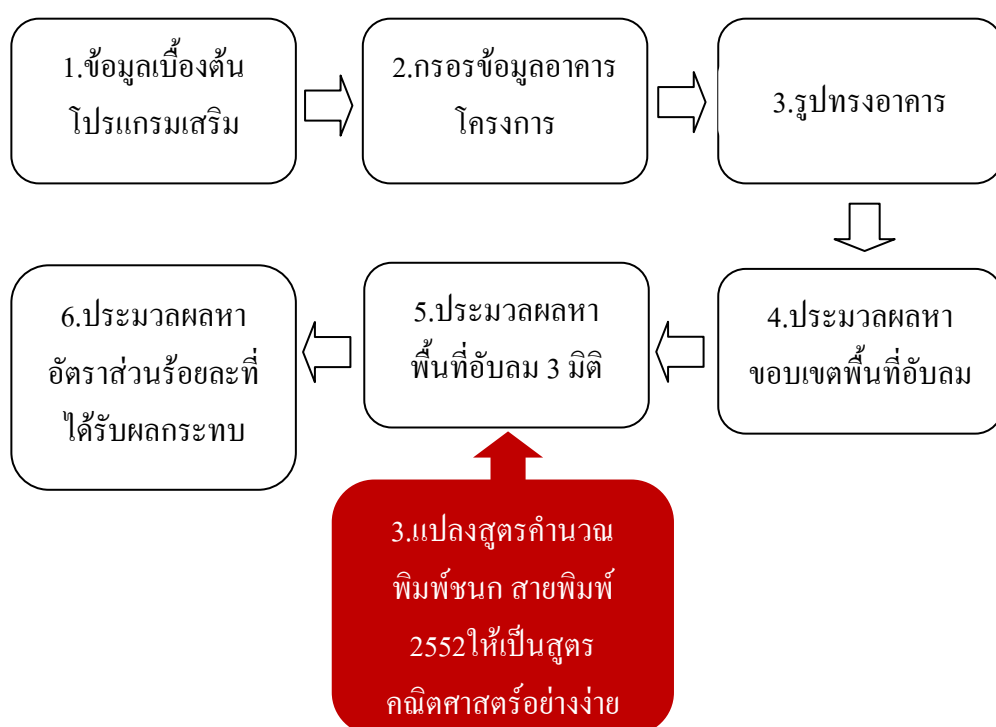 1.ข้อมูลเบื้องต้น
โปรแกรมเสริม
2.กรอรข้อมูลอาคาร
โครงการ
3.รูปทรงอาคาร
4.ประมวลผลหา
ขอบเขตพื้นที่อับลม
5.ประมวลผลหา
พื้นที่อับลม 3 มิติ
6.ประมวลผลหา
อัตราส่วนร้อยละที่
ได้รับผลกระทบ
3.แปลงสูตรคำนวณ
พิมพ์ชนก สายพิมพ์
2552ให้เป็นสูตร
คณิตศาสตร์อย่างง่าย